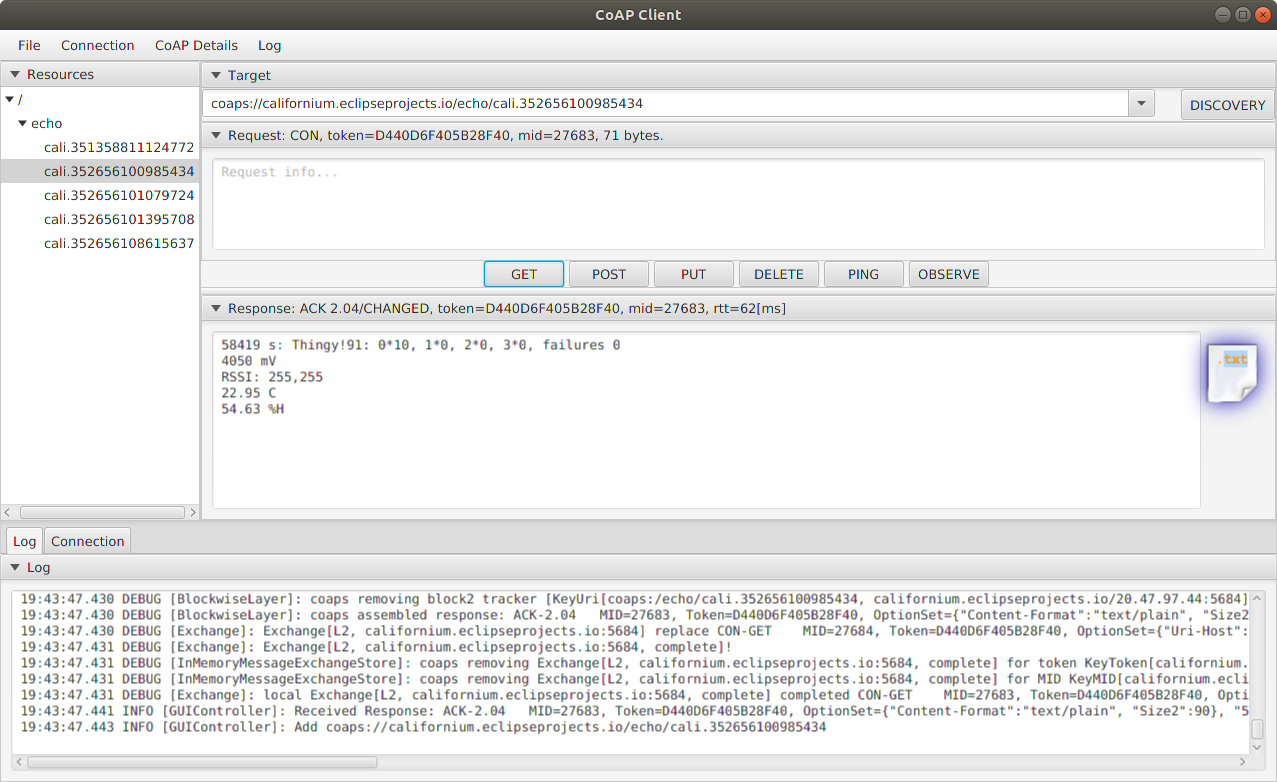 CoAP Client
File Connection CoAP Details Log
Resources
/
echo
cali.351358811124772
cali.352656100985434
cali.352656101079724
cali.352656101395708
cali.352656108615637
Target
coaps://californium.eclipseprojects.io/echo/cali.352656100985434
DISCOVERY
Request: CON, token=D440D6F405B28F40, mid=27683, 71 bytes.
Request info...
GET POST PUT DELETE PING OBSERVE
Response: ACK 2.04/CHANGED, token=D440D6F405B28F40, mid=27683, rtt=62[ms]
58419 s: Thingy!91: 0*10, 1*0, 2*0, 3*0, failures 0
4050 mV
RSSI: 255,255
22.95 C
54.63 %H
.txt
Log Connection
Log
19:43:47.430 DEBUG [BlockwiseLayer]: coaps removing block2 tracker [KeyUri[coaps:/echo/cali.352656100985434, californium.eclipseprojects.io/20.47.97.44:5684]
19:43:47.430 DEBUG [BlockwiseLayer]: coaps assembled response: ACK-2.04   MID=27683, Token=D440D6F405B28F40, OptionSet={"Content-Format":"text/plain", "Size2
19:43:47.430 DEBUG [Exchange]: Exchange[L2, californium.eclipseprojects.io:5684] replace CON-GET    MID=27684, Token=D440D6F405B28F40, OptionSet={"Uri-Host":
19:43:47.431 DEBUG [Exchange]: Exchange[L2, californium.eclipseprojects.io:5684, complete]!
19:43:47.431 DEBUG [InMemoryMessageExchangeStore]: coaps removing Exchange[L2, californium.eclipseprojects.io:5684, complete] for token KeyToken[californium.
19:43:47.431 DEBUG [InMemoryMessageExchangeStore]: coaps removing Exchange[L2, californium.eclipseprojects.io:5684, complete] for MID KeyMID[californium.ecli
19:43:47.431 DEBUG [Exchange]: local Exchange[L2, californium.eclipseprojects.io:5684, complete] completed CON-GET    MID=27683, Token=D440D6F405B28F40, Opti
19:43:47.441 INFO [GUIController]: Received Response: ACK-2.04   MID=27683, Token=D440D6F405B28F40, OptionSet={"Content-Format":"text/plain", "Size2":90}, "5
19:43:47.443 INFO [GUIController]: Add coaps://californium.eclipseprojects.io/echo/cali.352656100985434